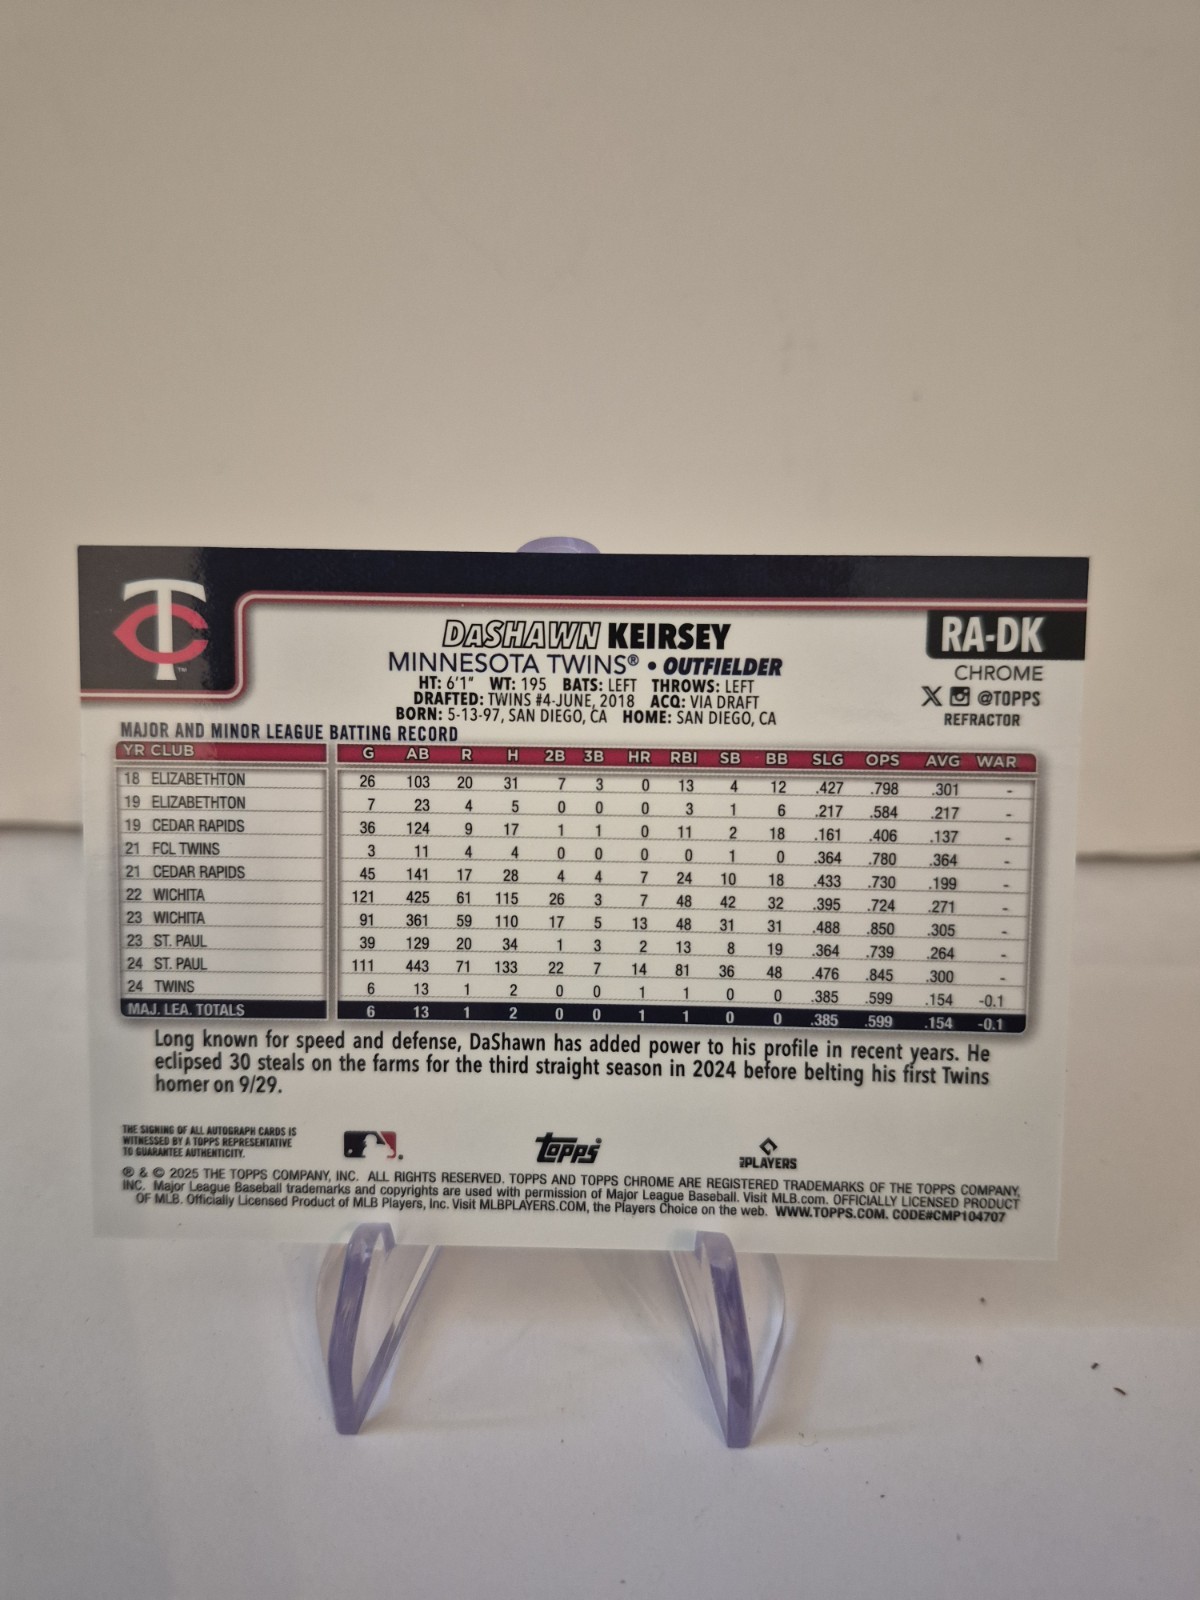 TC
™
DASHAWN KEIRSEY
MINNESOTA TWINS® • OUTFIELDER
HT: 6'1" WT: 195 BATS: LEFT THROWS: LEFT
DRAFTED: TWINS #4-JUNE, 2018 ACQ: VIA DRAFT
BORN: 5-13-97, SAN DIEGO, CA HOME: SAN DIEGO, CA
RA-DK
CHROME
X @TOPPS
REFRACTOR
MAJOR AND MINOR LEAGUE BATTING RECORD
YR CLUB G AB R H 2B 3B HR RBI SB BB SLG OPS AVG WAR
18 ELIZABETHTON 26 103 20 31 7 3 0 13 4 12 .427 .798 .301 -
19 ELIZABETHTON 7 23 4 5 0 0 0 3 1 6 .217 .584 .217 -
19 CEDAR RAPIDS 36 124 9 17 1 1 0 11 2 18 .161 .406 .137 -
21 FCL TWINS 3 11 4 4 0 0 0 0 1 0 .364 .780 .364 -
21 CEDAR RAPIDS 45 141 17 28 4 4 7 24 10 18 .433 .730 .199 -
22 WICHITA 121 425 61 115 26 3 7 48 42 32 .395 .724 .271 -
23 WICHITA 91 361 59 110 17 5 13 48 31 31 .488 .850 .305 -
23 ST. PAUL 39 129 20 34 1 3 2 13 8 19 .364 .739 .264 -
24 ST. PAUL 111 443 71 133 22 7 14 81 36 48 .476 .845 .300 -
24 TWINS 6 13 1 2 0 0 1 1 0 0 .385 .599 .154 -0.1
MAJ. LEA. TOTALS 6 13 1 2 0 0 1 1 0 0 .385 .599 .154 -0.1
Long known for speed and defense, DaShawn has added power to his profile in recent years. He
eclipsed 30 steals on the farms for the third straight season in 2024 before belting his first Twins
homer on 9/29.
THE SIGNING OF ALL AUTOGRAPH CARDS IS
WITNESSED BY A TOPPS REPRESENTATIVE
TO GUARANTEE AUTHENTICITY.
topps®
PLAYERS
® & © 2025 THE TOPPS COMPANY, INC. ALL RIGHTS RESERVED. TOPPS AND TOPPS CHROME ARE REGISTERED TRADEMARKS OF THE TOPPS COMPANY,
INC. Major League Baseball trademarks and copyrights are used with permission of Major League Baseball. Visit MLB.com. OFFICIALLY LICENSED PRODUCT
OF MLB. Officially Licensed Product of MLB Players, Inc. Visit MLBPLAYERS.COM, the Players Choice on the web. WWW.TOPPS.COM. CODE#CMP104707